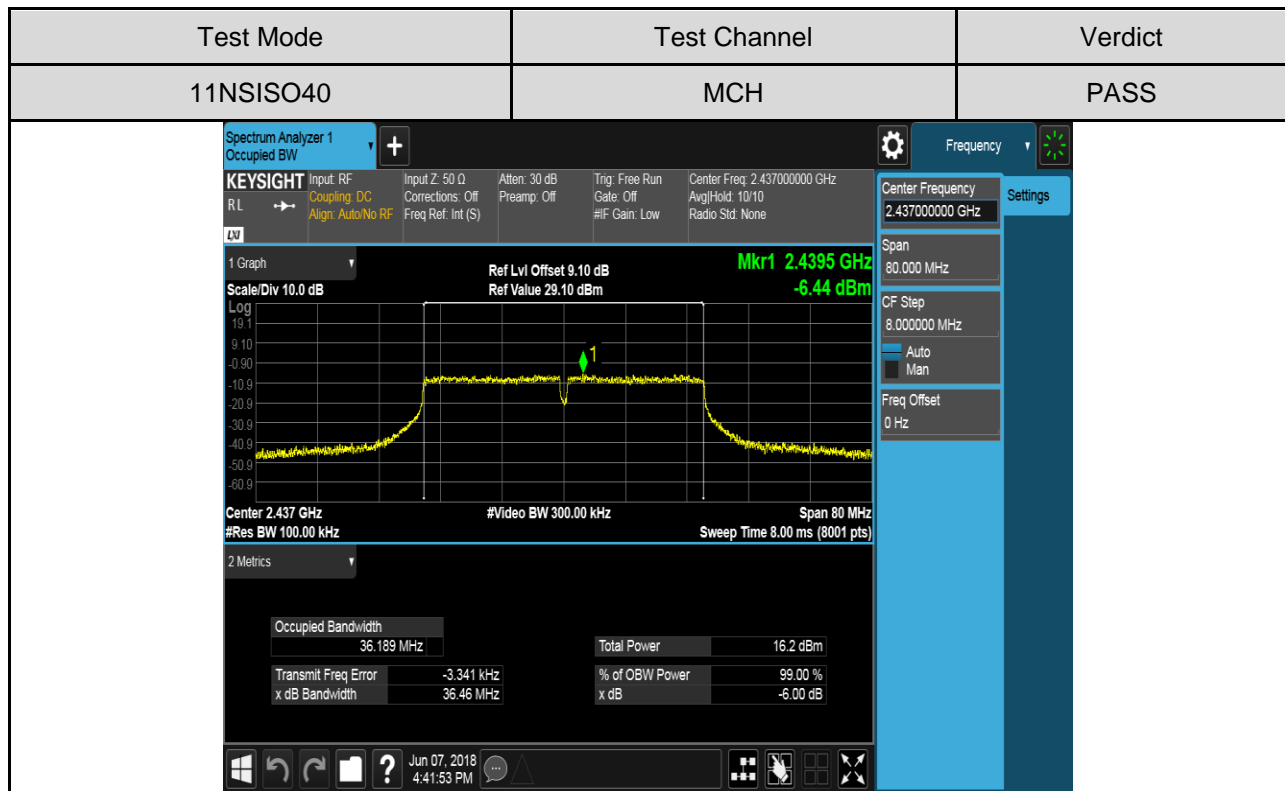 Test Mode Test Channel Verdict
11NSISO40 MCH PASS
Spectrum Analyzer 1
Occupied BW
+
Frequency
KEYSIGHT Input: RF Input Z: 50 Ω Atten: 30 dB Trig: Free Run Center Freq: 2.437000000 GHz
RL Coupling: DC Corrections: Off Preamp: Off Gate: Off Avg|Hold: 10/10
Align: Auto/No RF Freq Ref: Int (S) #IF Gain: Low Radio Std: None
LXI
Center Frequency
2.437000000 GHz
Settings
Span
80.000 MHz
CF Step
8.000000 MHz
Auto
Man
Freq Offset
0 Hz
1 Graph
Ref Lvl Offset 9.10 dB
Mkr1 2.4395 GHz
Scale/Div 10.0 dB
Ref Value 29.10 dBm
-6.44 dBm
Log
19.1
9.10
-0.90
-10.9
-20.9
-30.9
-40.9
-50.9
-60.9
1
Center 2.437 GHz #Video BW 300.00 kHz Span 80 MHz
#Res BW 100.00 kHz Sweep Time 8.00 ms (8001 pts)
2 Metrics
Occupied Bandwidth
36.189 MHz
Total Power 16.2 dBm
Transmit Freq Error -3.341 kHz
% of OBW Power 99.00 %
x dB Bandwidth 36.46 MHz
x dB -6.00 dB
?
Jun 07, 2018
4:41:53 PM